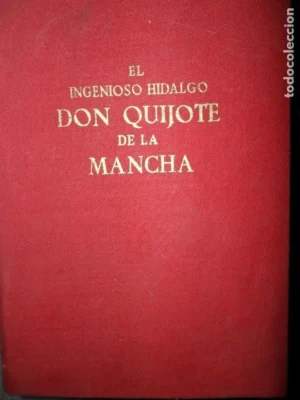 EL
INGENIOSO HIDALGO
DON QUIJOTE
DE LA
MANCHA
todocoleccion